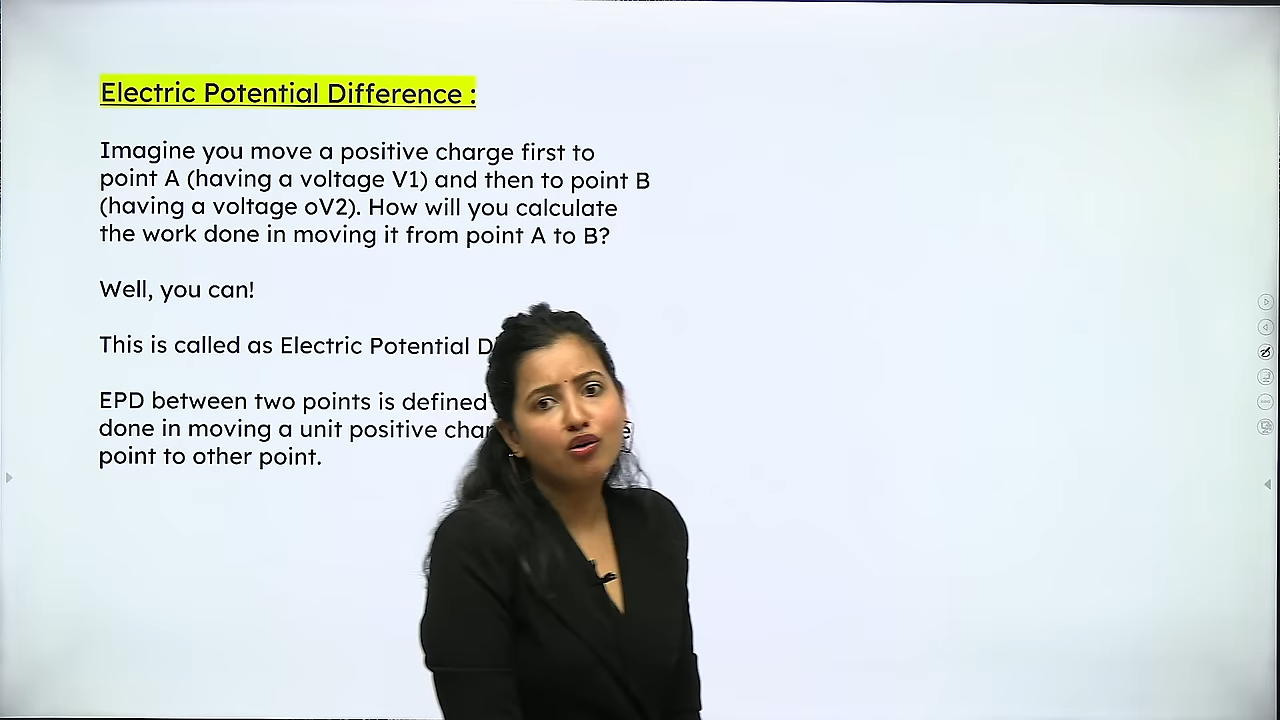 Electric Potential Difference :
Imagine you move a positive charge first to
point A (having a voltage V1) and then to point B
(having a voltage oV2). How will you calculate
the work done in moving it from point A to B?
Well, you can!
This is called as Electric Potential
EPD between two points is defined
done in moving a unit positive
point to other point.